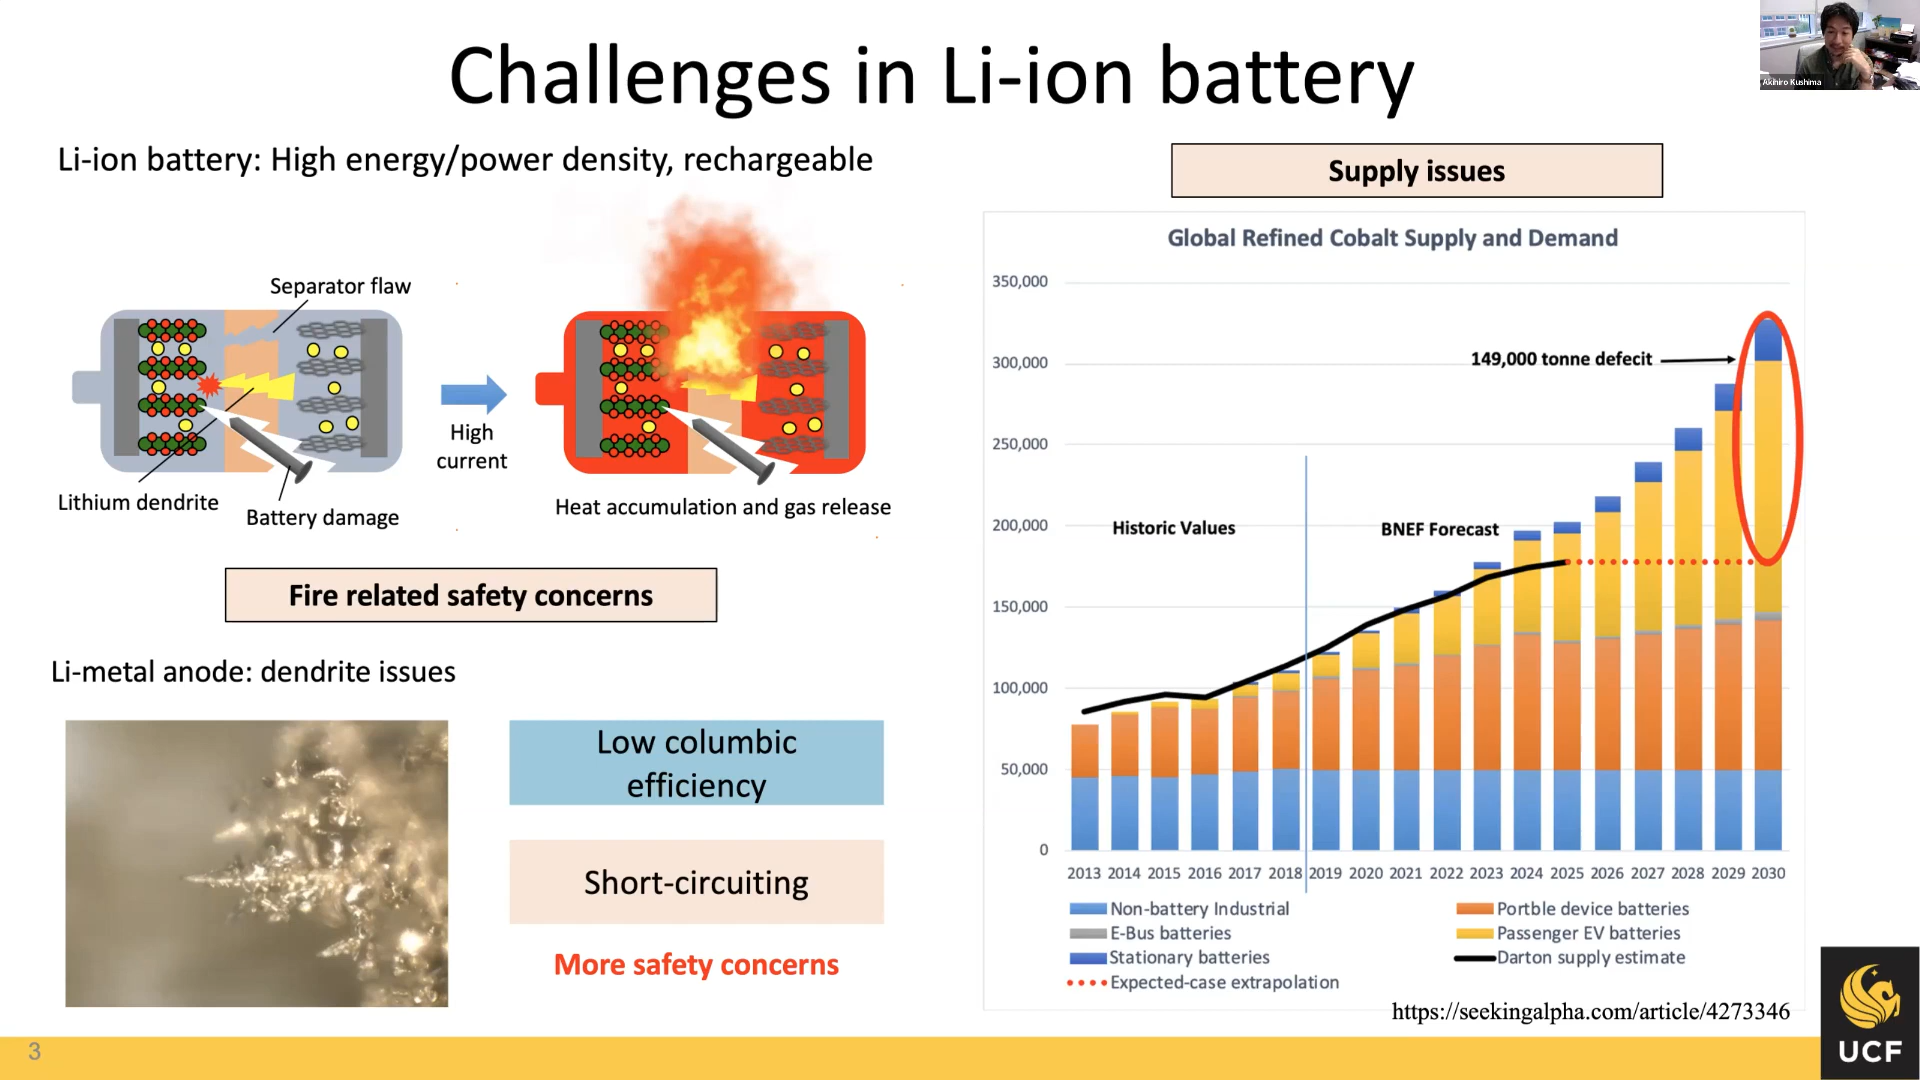 Challenges in Li-ion battery
Akihiro Kushima
Li-ion battery: High energy/power density, rechargeable
Separator flaw
High
current
Lithium dendrite
Battery damage
Heat accumulation and gas release
Fire related safety concerns
Li-metal anode: dendrite issues
Low columbic
efficiency
Short-circuiting
More safety concerns
Supply issues
Global Refined Cobalt Supply and Demand
350,000
300,000
250,000
200,000
150,000
100,000
50,000
0
149,000 tonne defecit
Historic Values
BNEF Forecast
2013 2014 2015 2016 2017 2018 2019 2020 2021 2022 2023 2024 2025 2026 2027 2028 2029 2030
Non-battery Industrial
Portble device batteries
E-Bus batteries
Passenger EV batteries
Stationary batteries
Darton supply estimate
Expected-case extrapolation
https://seekingalpha.com/article/4273346
3
UCF